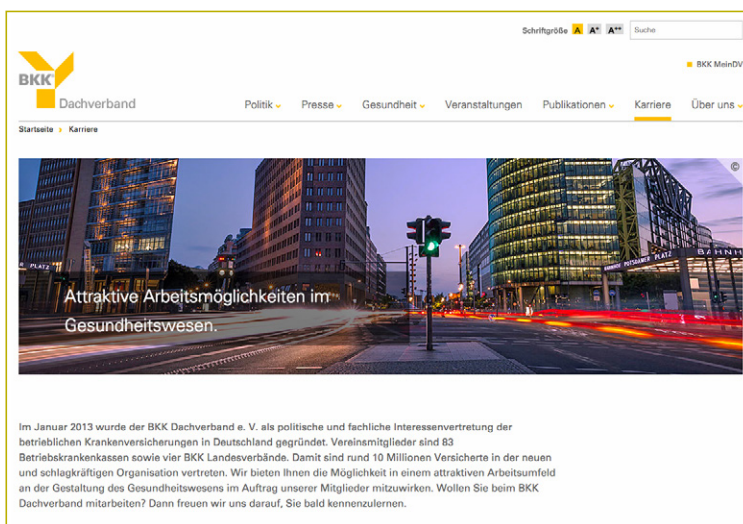 Schriftgröße A A+ A++ Suche
BKK MeinDV
BKK
Dachverband
Politik Presse Gesundheit Veranstaltungen Publikationen Karriere Über uns
Startseite › Karriere
©
PLATZ
BAHNHOF POTSDAMER PLATZ BAHNH
Attraktive Arbeitsmöglichkeiten im
Gesundheitswesen.
Im Januar 2013 wurde der BKK Dachverband e. V. als politische und fachliche Interessenvertretung der
betrieblichen Krankenversicherungen in Deutschland gegründet. Vereinsmitglieder sind 83
Betriebskrankenkassen sowie vier BKK Landesverbände. Damit sind rund 10 Millionen Versicherte in der neuen
und schlagkräftigen Organisation vertreten. Wir bieten Ihnen die Möglichkeit in einem attraktiven Arbeitsumfeld
an der Gestaltung des Gesundheitswesens im Auftrag unserer Mitglieder mitzuwirken. Wollen Sie beim BKK
Dachverband mitarbeiten? Dann freuen wir uns darauf, Sie bald kennenzulernen.